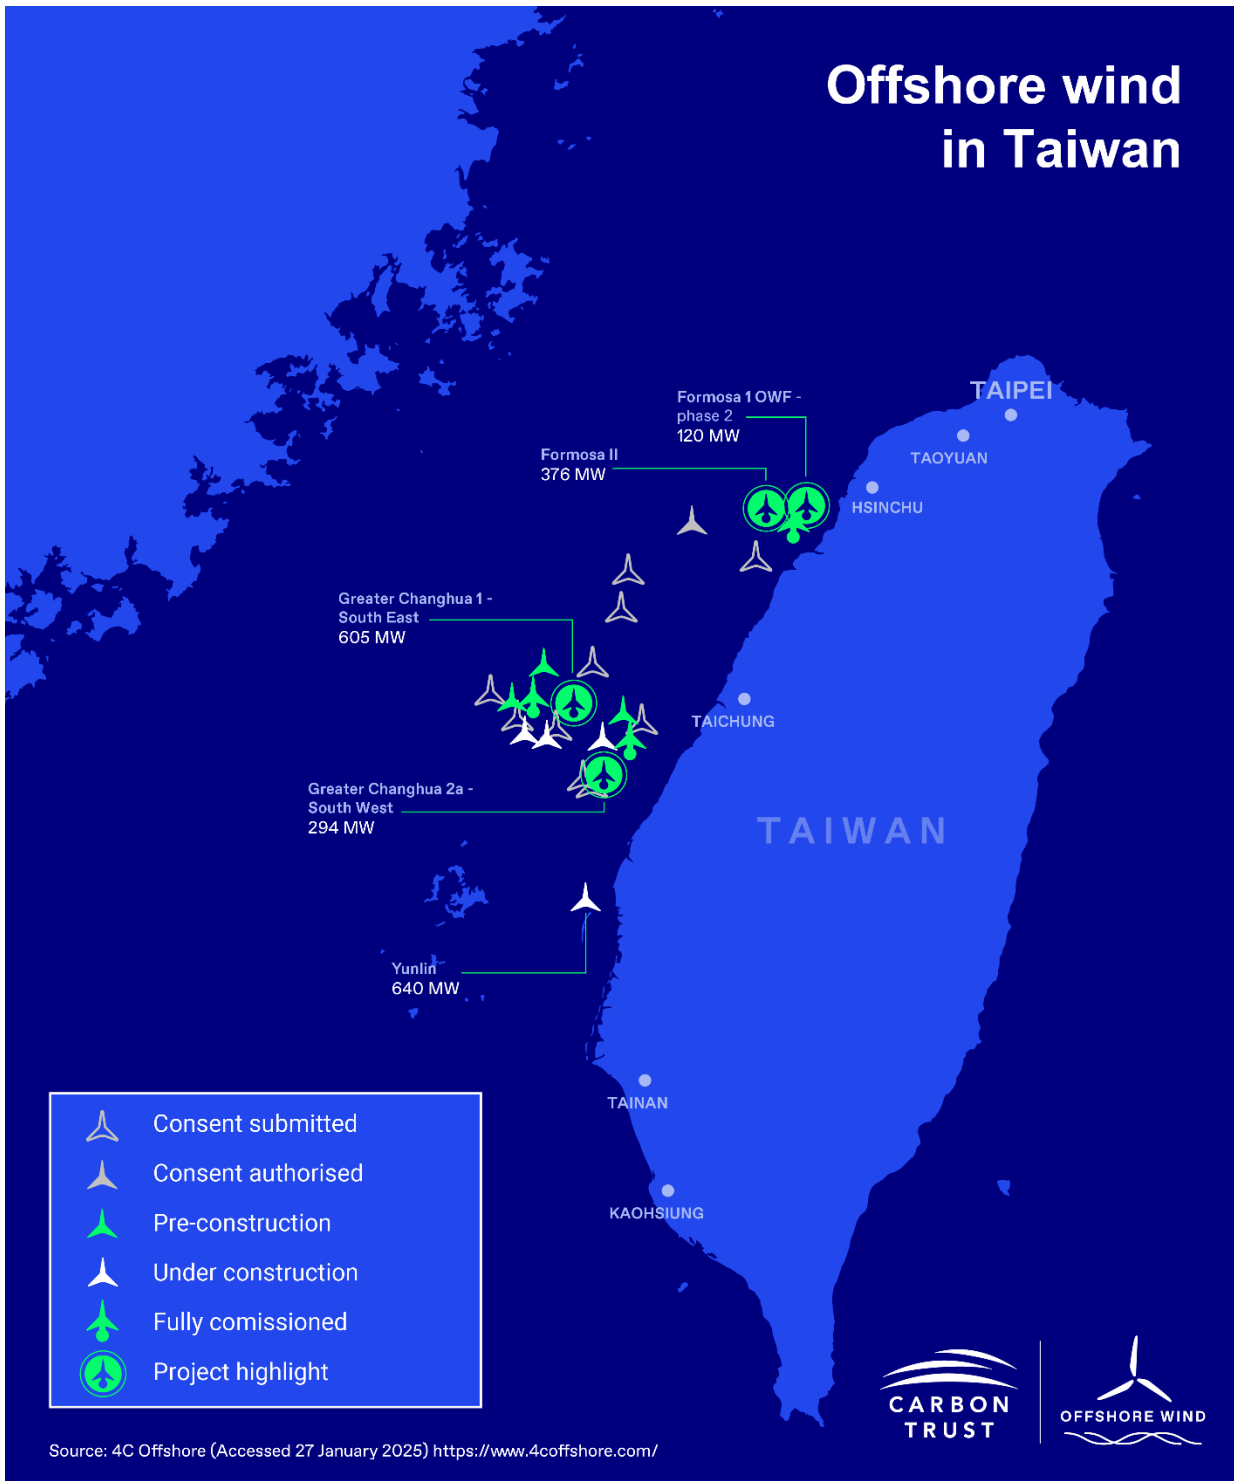 Offshore wind
in Taiwan
Formosa 1 OWF -
phase 2
120 MW
TAIPEI
TAOYUAN
Formosa II
376 MW
HSINCHU
Greater Changhua 1 -
South East
605 MW
TAICHUNG
Greater Changhua 2a -
South West
294 MW
TAIWAN
Yunlin
640 MW
TAINAN
KAOHSIUNG
Consent submitted
Consent authorised
Pre-construction
Under construction
Fully comissioned
Project highlight
CARBON
TRUST
OFFSHORE WIND
Source: 4C Offshore (Accessed 27 January 2025) https://www.4coffshore.com/